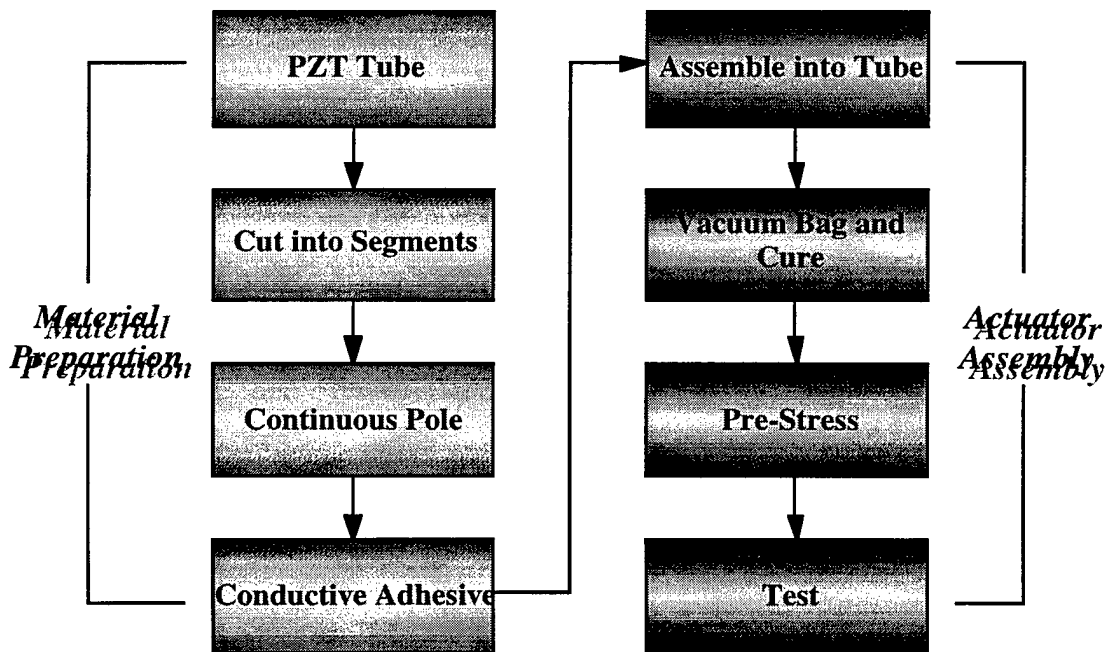 PZT Tube
Cut into Segments
Continuous Pole
Conductive Adhesive
Material
Preparation
Assemble into Tube
Vacuum Bag and
Cure
Pre-Stress
Test
Actuator
Assembly